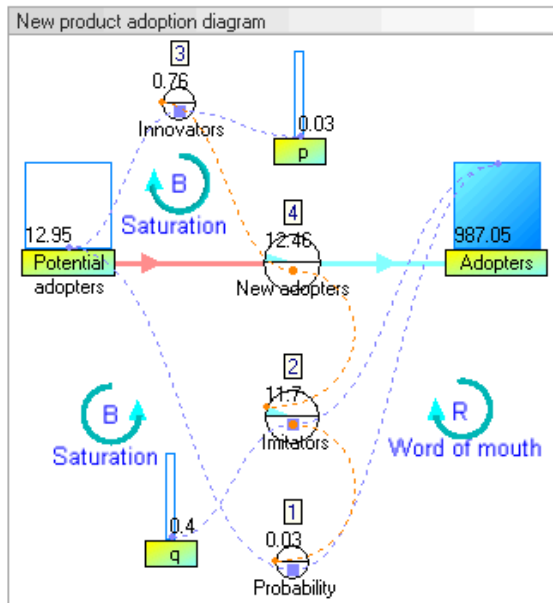 New product adoption diagram
3
0.76
Innovators
0.03
p
B
Saturation
4
12.95
12.46
987.05
Potential
adopters
New adopters
Adopters
2
11.7
Imitators
B
Saturation
R
Word of mouth
0.4
q
1
0.03
Probability